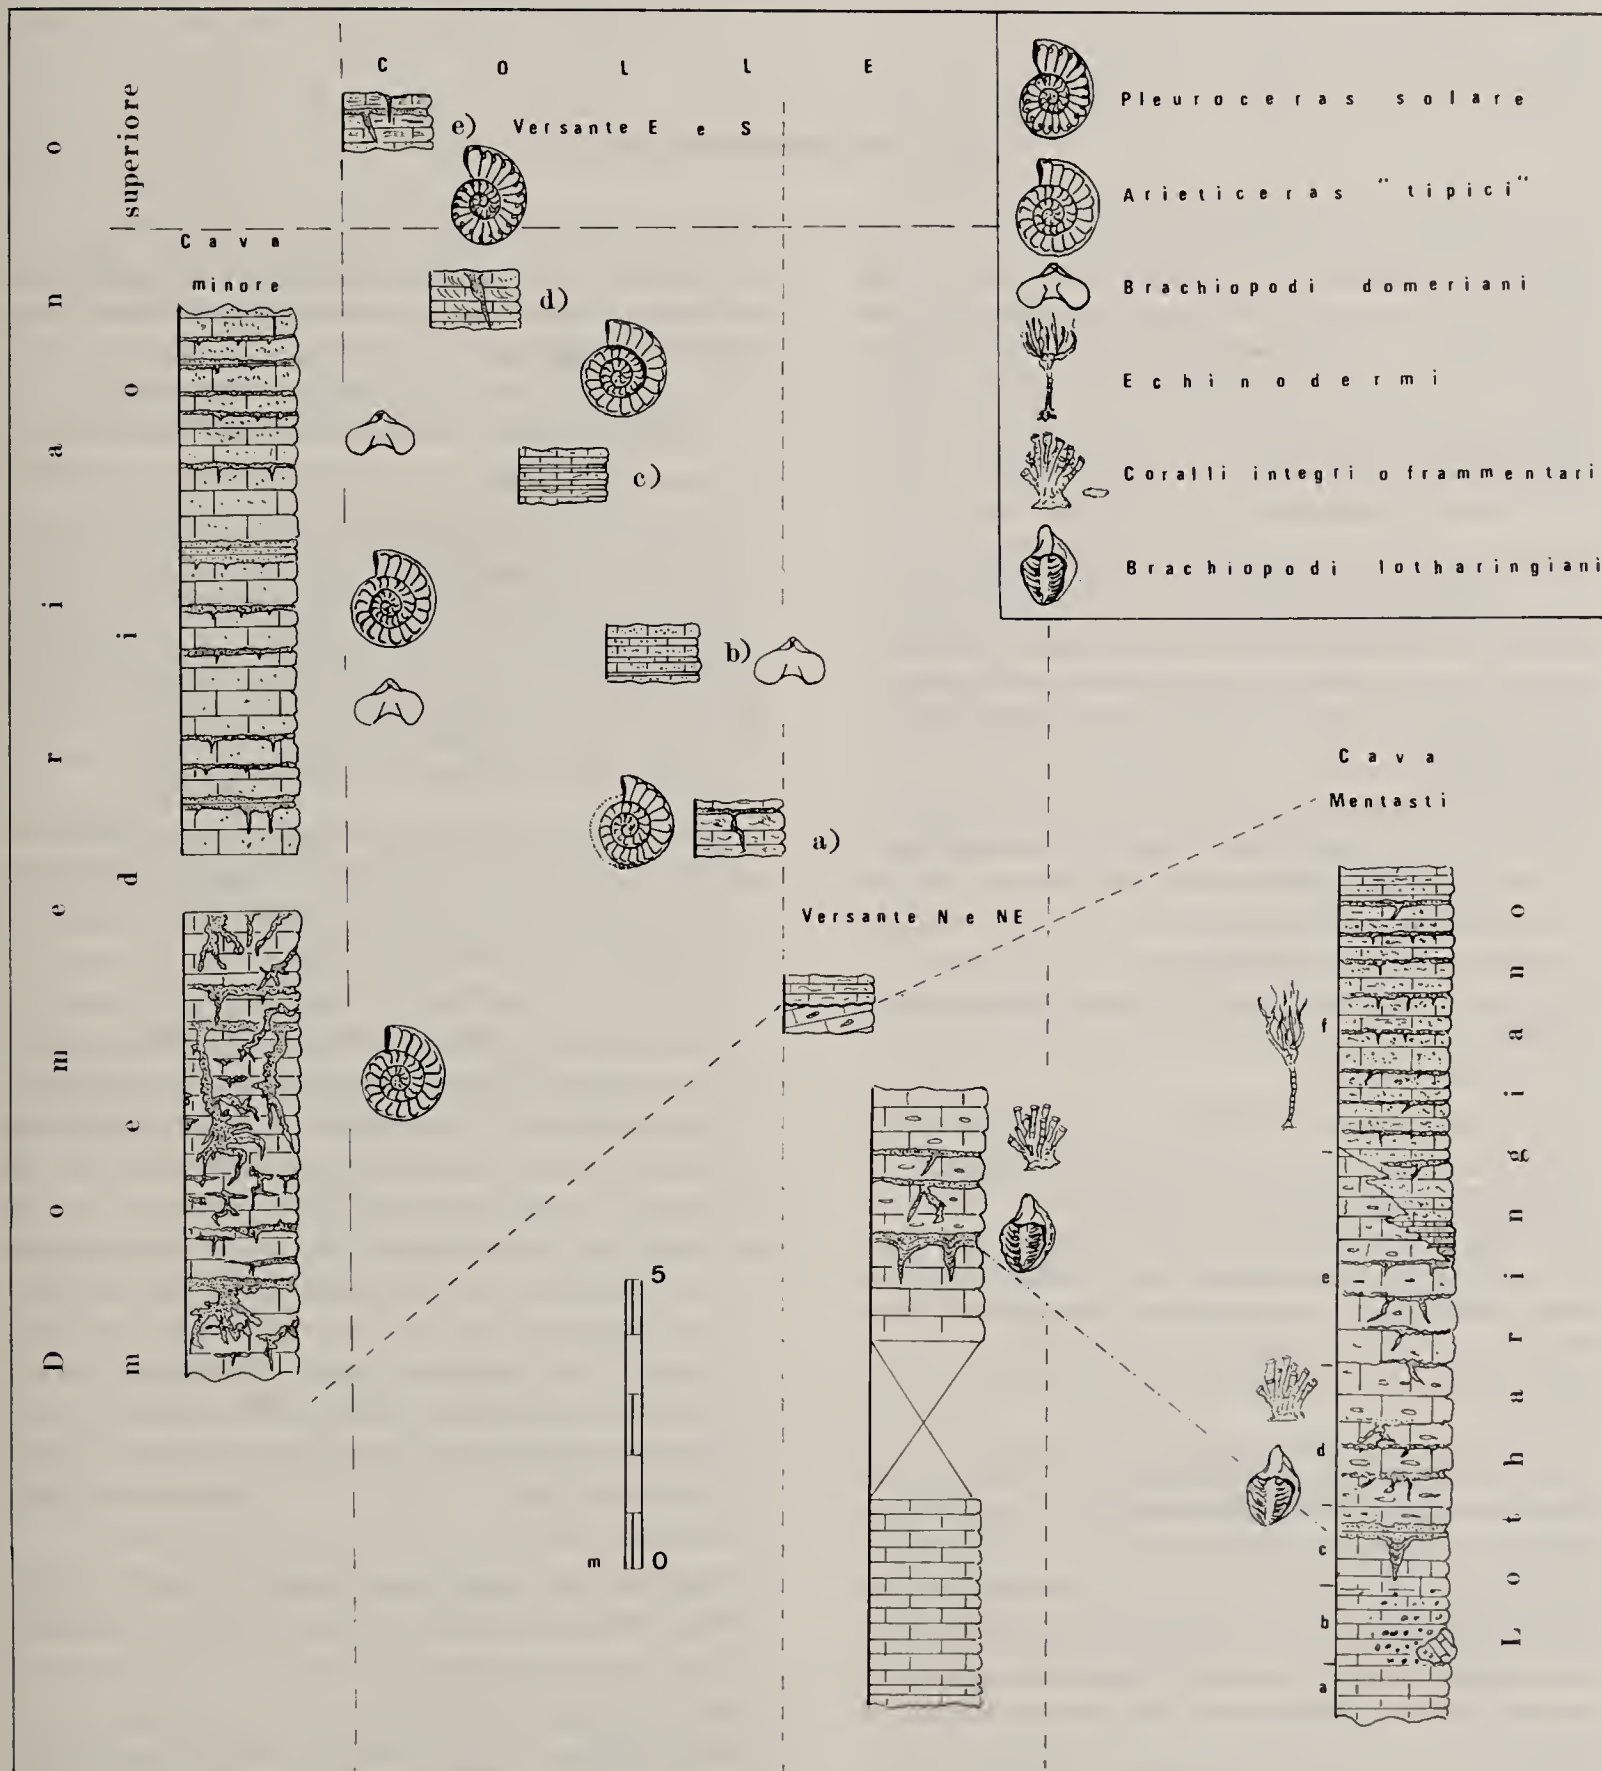 C O L L E
superiore
e) Versante E e S
Cava
minore
d)
c)
b)
a)
Domeriano
medio
Versante N e NE
Cava
Mentasti
Lotharingiano
f
e
d
c
b
a
5
m 0
Pleuroceras solare
Arieticeras "tipici"
Brachiopodi domeriani
Echinodermi
Coralli integri o frammentari
Brachiopodi lotharingiani